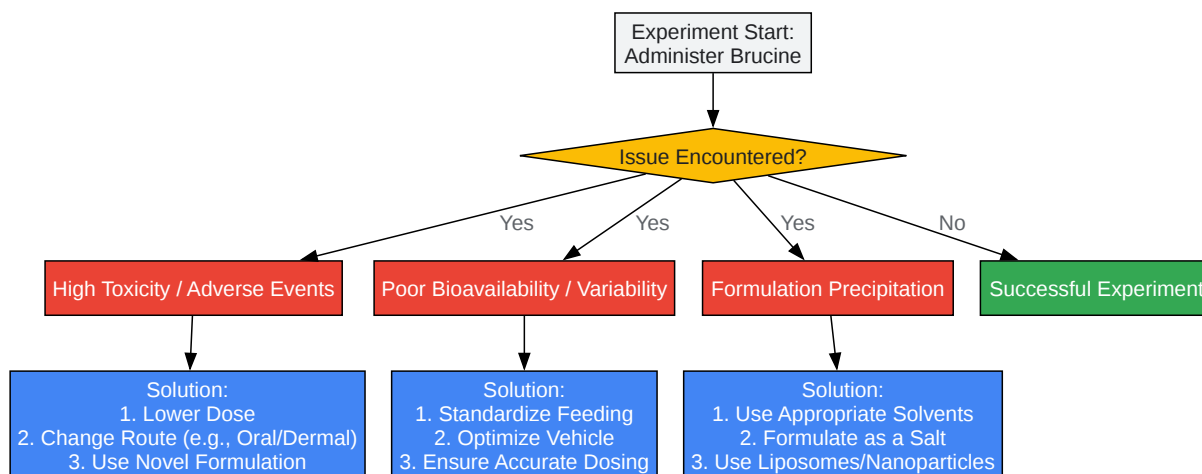 Experiment Start:
Administer Brucine
Issue Encountered?
Yes
Yes
Yes
No
High Toxicity / Adverse Events
Poor Bioavailability / Variability
Formulation Precipitation
Successful Experiment
Solution:
1. Lower Dose
2. Change Route (e.g., Oral/Dermal)
3. Use Novel Formulation
Solution:
1. Standardize Feeding
2. Optimize Vehicle
3. Ensure Accurate Dosing
Solution:
1. Use Appropriate Solvents
2. Formulate as a Salt
3. Use Liposomes/Nanoparticles